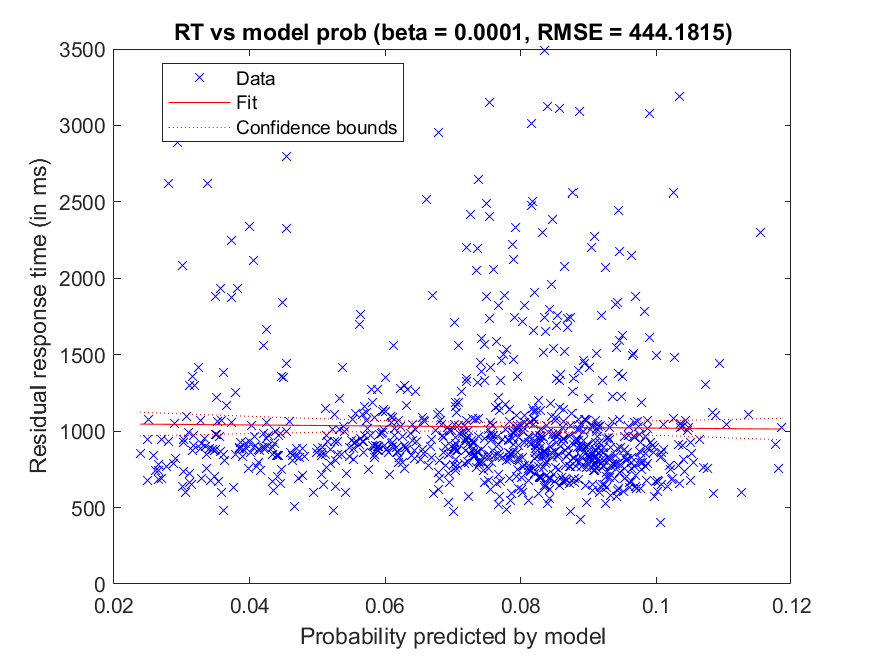 RT vs model prob (beta = 0.0001, RMSE = 444.1815)
Data
Fit
Confidence bounds
3500
3000
2500
2000
1500
1000
500
0
Residual response time (in ms)
0.02
0.04
0.06
0.08
0.1
0.12
Probability predicted by model